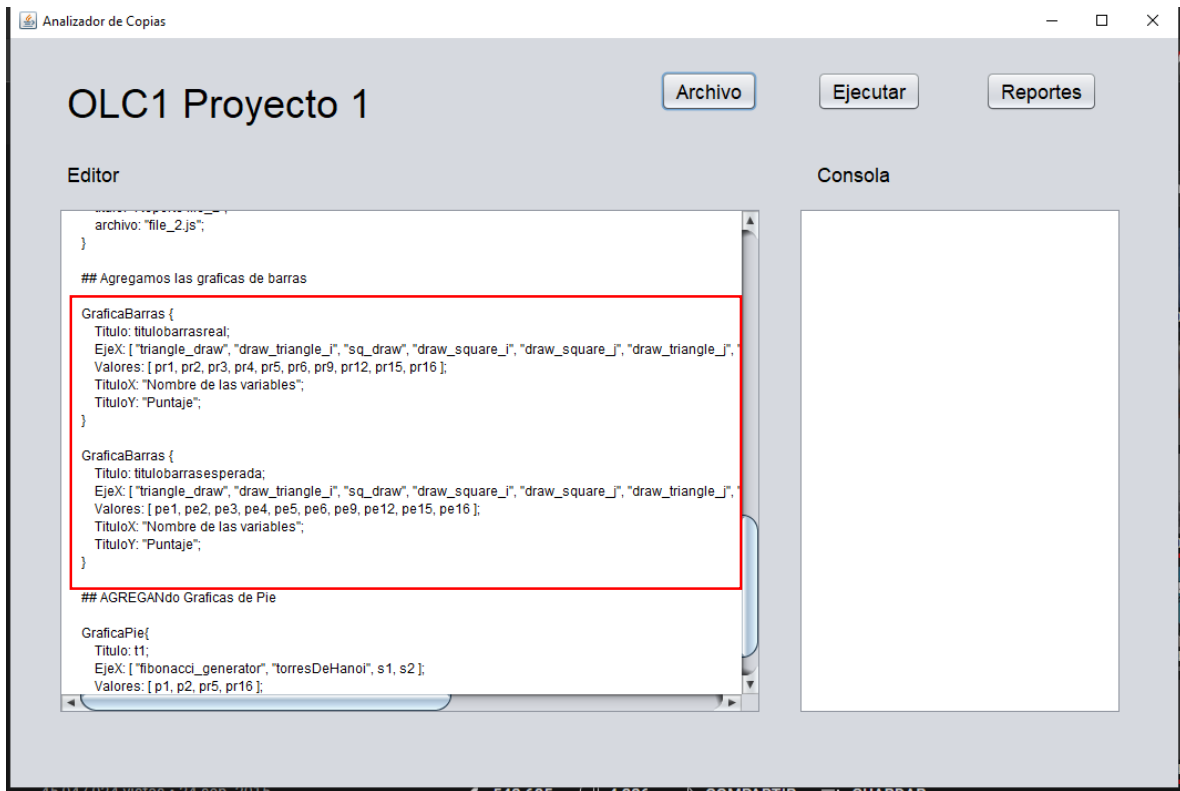 Analizador de Copias
OLC1 Proyecto 1
Archivo
Ejecutar
Reportes
Editor
Consola
archivo: "file_2.js";
}
## Agregamos las graficas de barras
GraficaBarras {
Titulo: titulobarrasreal;
EjeX: [ "triangle_draw", "draw_triangle_i", "sq_draw", "draw_square_i", "draw_square_j", "draw_triangle_j", "
Valores: [ pr1, pr2, pr3, pr4, pr5, pr6, pr9, pr12, pr15, pr16 ];
TituloX: "Nombre de las variables";
TituloY: "Puntaje";
}
GraficaBarras {
Titulo: titulobarrasesperada;
EjeX: [ "triangle_draw", "draw_triangle_i", "sq_draw", "draw_square_i", "draw_square_j", "draw_triangle_j", "
Valores: [ pe1, pe2, pe3, pe4, pe5, pe6, pe9, pe12, pe15, pe16 ];
TituloX: "Nombre de las variables";
TituloY: "Puntaje";
}
## AGREGANdo Graficas de Pie
GraficaPie{
Titulo: t1;
EjeX: [ "fibonacci_generator", "torresDeHanoi", s1, s2 ];
Valores: [ p1, p2, pr5, pr16 ];